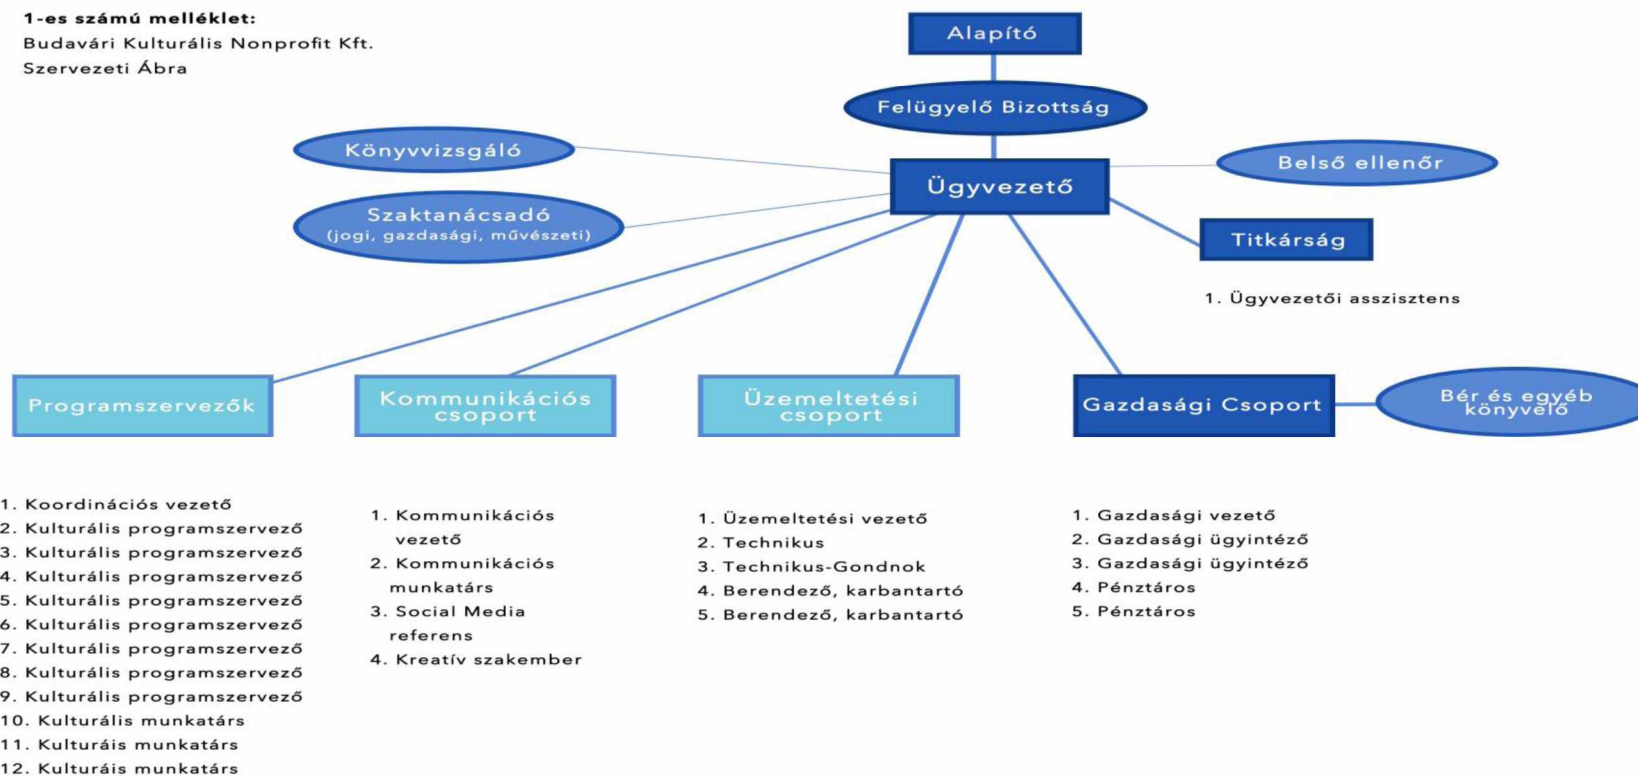 1-es számú melléklet:
Budavári Kulturális Nonprofit Kft.
Szervezeti Ábra
Alapító
Felügyelő Bizottság
Könyvvizsgáló
Belső ellenőr
Ügyvezető
Szaktanácsadó
(jogi, gazdasági, művészeti)
Titkárság
1. Ügyvezetői asszisztens
Programszervezők
Kommunikációs
csoport
Üzemeltetési
csoport
Gazdasági Csoport
Bér és egyéb
könyvelő
1. Koordinációs vezető
2. Kulturális programszervező
3. Kulturális programszervező
4. Kulturális programszervező
5. Kulturális programszervező
6. Kulturális programszervező
7. Kulturális programszervező
8. Kulturális programszervező
9. Kulturális programszervező
10. Kulturális munkatárs
11. Kulturáis munkatárs
12. Kulturáis munkatárs
1. Kommunikációs
vezető
2. Kommunikációs
munkatárs
3. Social Media
referens
4. Kreatív szakember
1. Üzemeltetési vezető
2. Technikus
3. Technikus-Gondnok
4. Berendező, karbantartó
5. Berendező, karbantartó
1. Gazdasági vezető
2. Gazdasági ügyintéző
3. Gazdasági ügyintéző
4. Pénztáros
5. Pénztáros